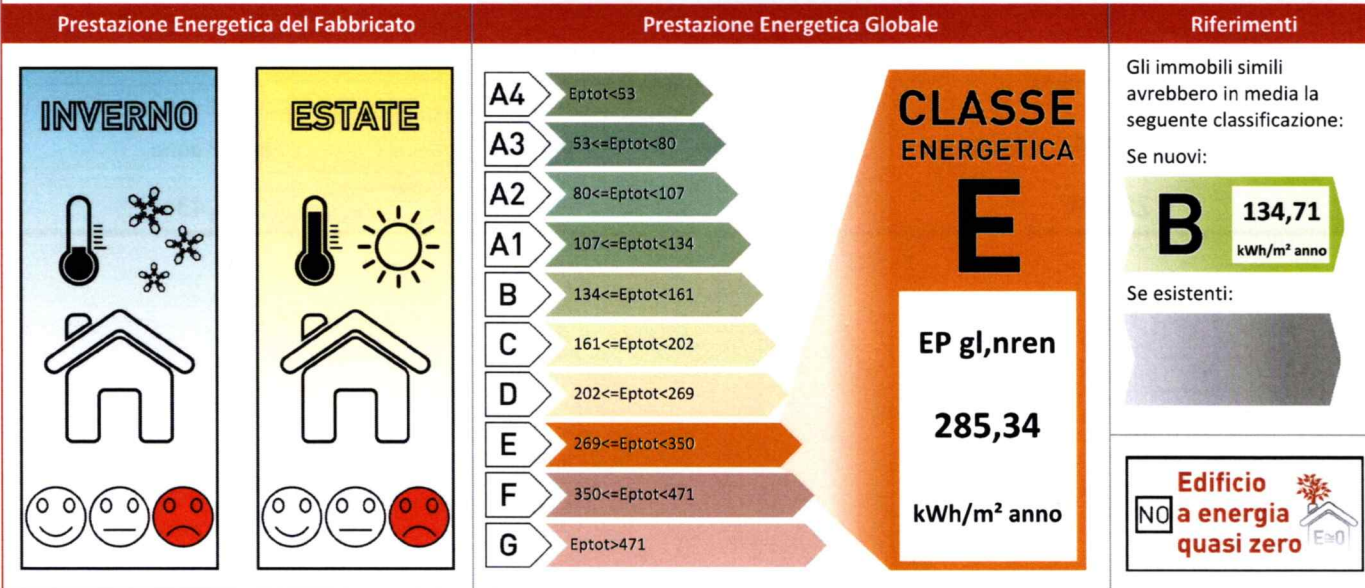 Prestazione Energetica del Fabbricato
Prestazione Energetica Globale
Riferimenti
INVERNO
ESTATE
A4
Eptot<53
A3
53<=Eptot<80
A2
80<=Eptot<107
A1
107<=Eptot<134
B
134<=Eptot<161
C
161<=Eptot<202
D
202<=Eptot<269
E
269<=Eptot<350
F
350<=Eptot<471
G
Eptot>471
CLASSE
ENERGETICA
E
EP gl,nren
285,34
kWh/m² anno
Gli immobili simili
avrebbero in media la
seguente classificazione:
Se nuovi:
B
134,71
kWh/m² anno
Se esistenti:
NO
Edificio
a energia
quasi zero
E≅0